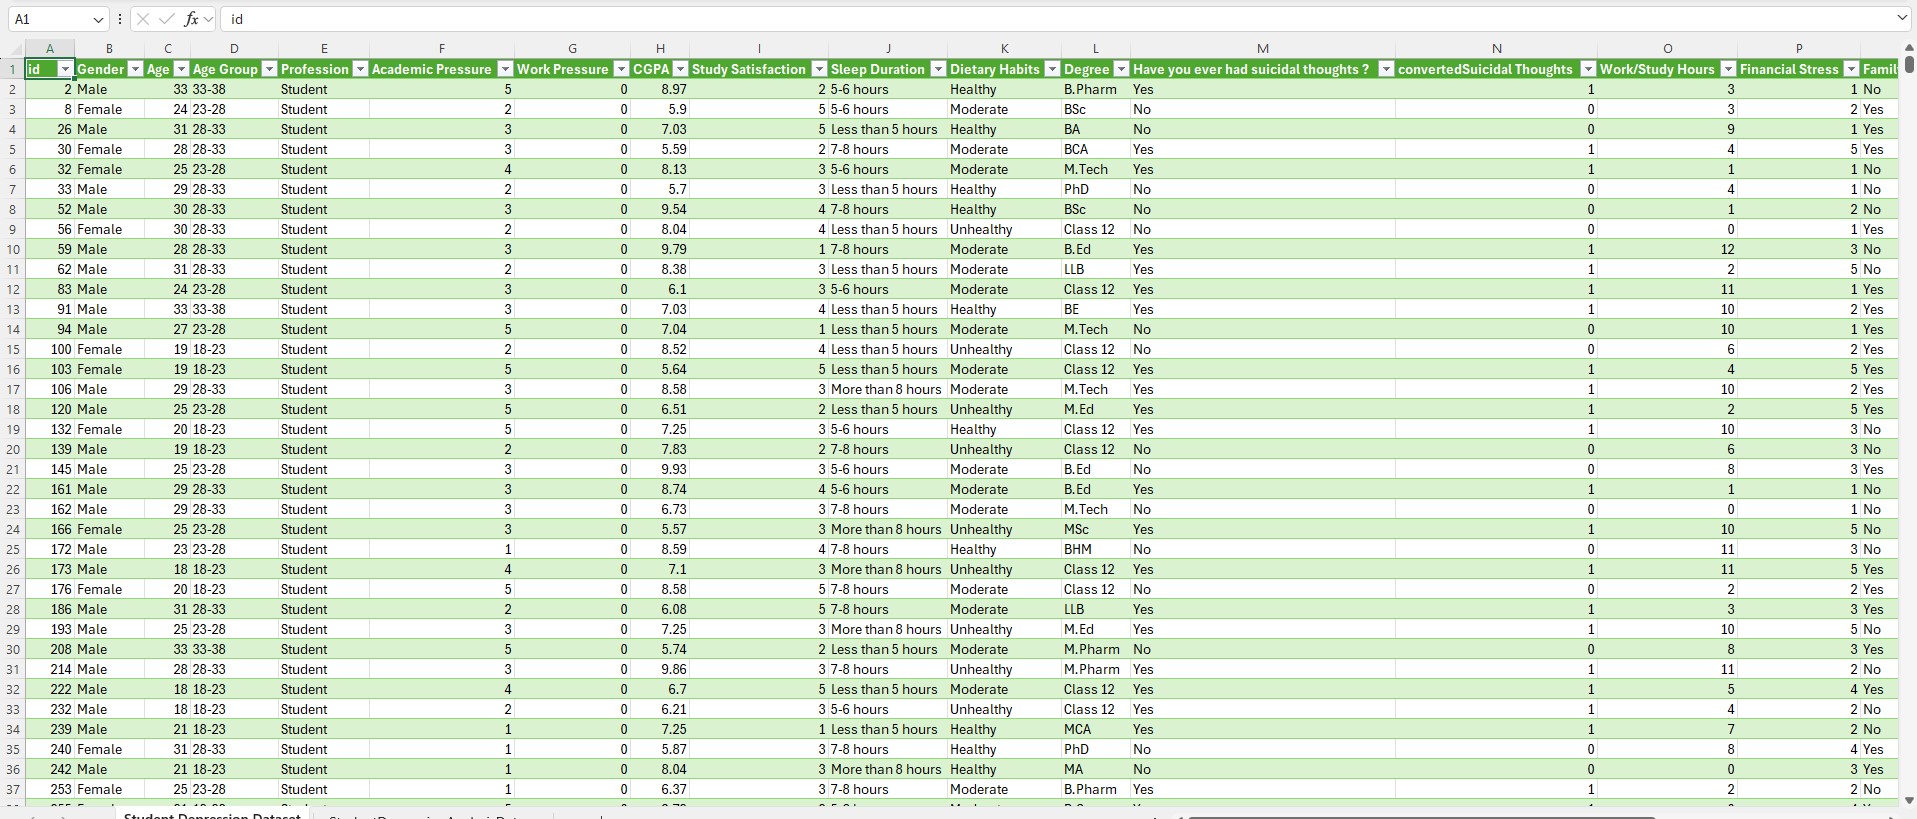 A1 fx id
A B C D E F G H I J K L M N O P
1 id Gender Age Age Group Profession Academic Pressure Work Pressure CGPA Study Satisfaction Sleep Duration Dietary Habits Degree Have you ever had suicidal thoughts ? convertedSuicidal Thoughts Work/Study Hours Financial Stress Famil
2 2 Male 33 33-38 Student 5 0 8.97 2 5-6 hours Healthy B.Pharm Yes 1 3 1 No
3 8 Female 24 23-28 Student 2 0 5.9 5 5-6 hours Moderate BSc No 0 3 2 Yes
4 26 Male 31 28-33 Student 3 0 7.03 5 Less than 5 hours Healthy BA No 0 9 1 Yes
5 30 Female 28 28-33 Student 3 0 5.59 2 7-8 hours Moderate BCA Yes 1 4 5 Yes
6 32 Female 25 23-28 Student 4 0 8.13 3 5-6 hours Moderate M.Tech Yes 1 1 1 No
7 33 Male 29 28-33 Student 2 0 5.7 3 Less than 5 hours Healthy PhD No 0 4 1 No
8 52 Male 30 28-33 Student 3 0 9.54 4 7-8 hours Healthy BSc No 0 1 2 No
9 56 Female 30 28-33 Student 2 0 8.04 4 Less than 5 hours Unhealthy Class 12 No 0 0 1 Yes
10 59 Male 28 28-33 Student 3 0 9.79 1 7-8 hours Moderate B.Ed Yes 1 12 3 No
11 62 Male 31 28-33 Student 2 0 8.38 3 Less than 5 hours Moderate LLB Yes 1 2 5 No
12 83 Male 24 23-28 Student 3 0 6.1 3 5-6 hours Moderate Class 12 Yes 1 11 1 Yes
13 91 Male 33 33-38 Student 3 0 7.03 4 Less than 5 hours Healthy BE Yes 1 10 2 Yes
14 94 Male 27 23-28 Student 5 0 7.04 1 Less than 5 hours Moderate M.Tech No 0 10 1 Yes
15 100 Female 19 18-23 Student 2 0 8.52 4 Less than 5 hours Unhealthy Class 12 No 0 6 2 Yes
16 103 Female 19 18-23 Student 5 0 5.64 5 Less than 5 hours Moderate Class 12 Yes 1 4 5 Yes
17 106 Male 29 28-33 Student 3 0 8.58 3 More than 8 hours Moderate M.Tech Yes 1 10 2 Yes
18 120 Male 25 23-28 Student 5 0 6.51 2 Less than 5 hours Unhealthy M.Ed Yes 1 2 5 Yes
19 132 Female 20 18-23 Student 5 0 7.25 3 5-6 hours Healthy Class 12 Yes 1 10 3 No
20 139 Male 19 18-23 Student 2 0 7.83 2 7-8 hours Unhealthy Class 12 No 0 6 3 No
21 145 Male 25 23-28 Student 3 0 9.93 3 5-6 hours Moderate B.Ed No 0 8 3 Yes
22 161 Male 29 28-33 Student 3 0 8.74 4 5-6 hours Moderate B.Ed Yes 1 1 1 No
23 162 Male 29 28-33 Student 3 0 6.73 3 7-8 hours Moderate M.Tech No 0 0 1 No
24 166 Female 25 23-28 Student 3 0 5.57 3 More than 8 hours Unhealthy MSc Yes 1 10 5 No
25 172 Male 23 23-28 Student 1 0 8.59 4 7-8 hours Healthy BHM No 0 11 3 No
26 173 Male 18 18-23 Student 4 0 7.1 3 More than 8 hours Unhealthy Class 12 Yes 1 11 5 Yes
27 176 Female 20 18-23 Student 5 0 8.58 5 7-8 hours Moderate Class 12 No 0 2 2 Yes
28 186 Male 31 28-33 Student 2 0 6.08 5 7-8 hours Moderate LLB Yes 1 3 3 Yes
29 193 Male 25 23-28 Student 3 0 7.25 3 More than 8 hours Unhealthy M.Ed Yes 1 10 5 No
30 208 Male 33 33-38 Student 5 0 5.74 2 Less than 5 hours Moderate M.Pharm No 0 8 3 Yes
31 214 Male 28 28-33 Student 3 0 9.86 3 7-8 hours Unhealthy M.Pharm Yes 1 11 2 No
32 222 Male 18 18-23 Student 4 0 6.7 5 Less than 5 hours Moderate Class 12 Yes 1 5 4 Yes
33 232 Male 18 18-23 Student 2 0 6.21 3 5-6 hours Unhealthy Class 12 Yes 1 4 2 No
34 239 Male 21 18-23 Student 1 0 7.25 1 Less than 5 hours Healthy MCA Yes 1 7 2 No
35 240 Female 31 28-33 Student 1 0 5.87 3 7-8 hours Healthy PhD No 0 8 4 Yes
36 242 Male 21 18-23 Student 1 0 8.04 3 More than 8 hours Healthy MA No 0 0 3 Yes
37 253 Female 25 23-28 Student 1 0 6.37 3 7-8 hours Moderate B.Pharm Yes 1 2 2 No
Student Depression Dataset